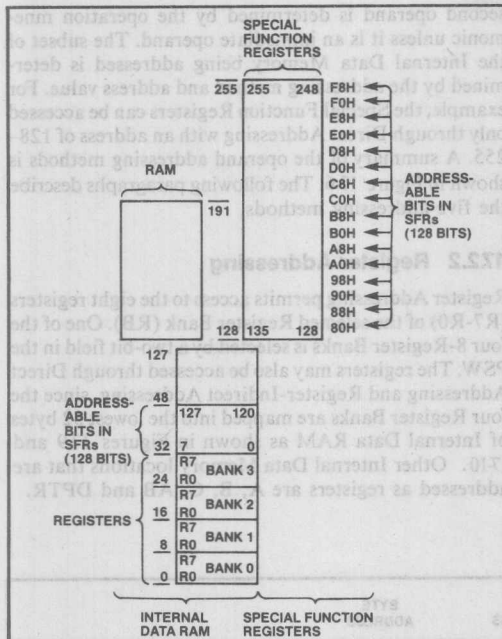 second operand is determined by the operation mne-
monic unless it is an immediate operand. The subset of
the Internal Data Memory being addressed is deter-
mined by the addressing and address value. For
example, the Special Function Registers can be accessed
only through Direct Addressing with an address of 128-
255. A summary of the operand addressing methods is
shown in The following paragraphs describe
the five addressing methods.
17.2.2 Register Addressing
Register Addressing permits access to the eight registers
(R7-R0) of the selected Register Bank (RB). One of the
four 8-Register Banks is selected by a two-bit field in the
PSW. The registers may also be accessed through Direct
Addressing and Register-Indirect Addressing, since the
four Register Banks are mapped into the lowest 32 bytes
of Internal Data RAM as shown in Figures and
Other Internal Data Memory locations that are
addressed as registers are A, B, C, AB and DPTR.
SPECIAL
FUNCTION
REGISTERS
255 255 248
F8H
F0H
E8H
E0H
D8H
D0H
C8H
C0H
B8H
B0H
A8H
A0H
98H
90H
88H
80H
ADDRESS-
ABLE
BITS IN
SFRs
(128 BITS)
RAM
191
128 135 128
127
ADDRESS-
ABLE
BITS IN
SFRs
(128 BITS)
48
127 120
32 7 0
R7
BANK 3
24 R0
R7
BANK 2
16 R0
R7
BANK 1
8 R0
R7
BANK 0
0 R0
REGISTERS
INTERNAL
DATA RAM
SPECIAL FUNCTION
REGISTERS
BYTE
ADDRESS